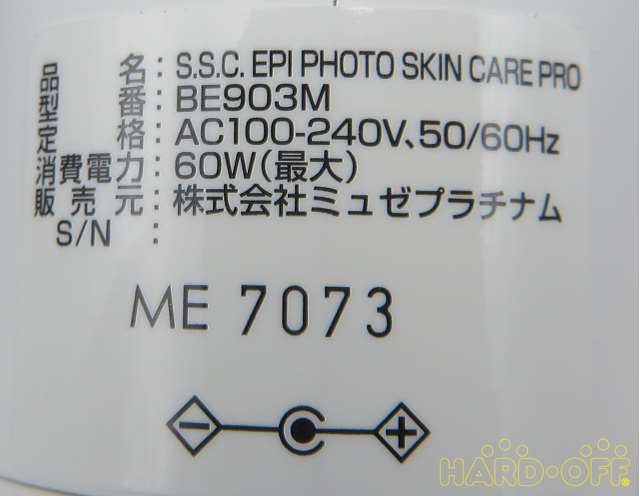 品名：S.S.C. EPI PHOTO SKIN CARE PRO
型番：BE903M
定格：AC100-240V、50/60Hz
消費電力：60W(最大)
販売元：株式会社ミュゼプラチナム
S/N：
ME 7073
HARD-OFF